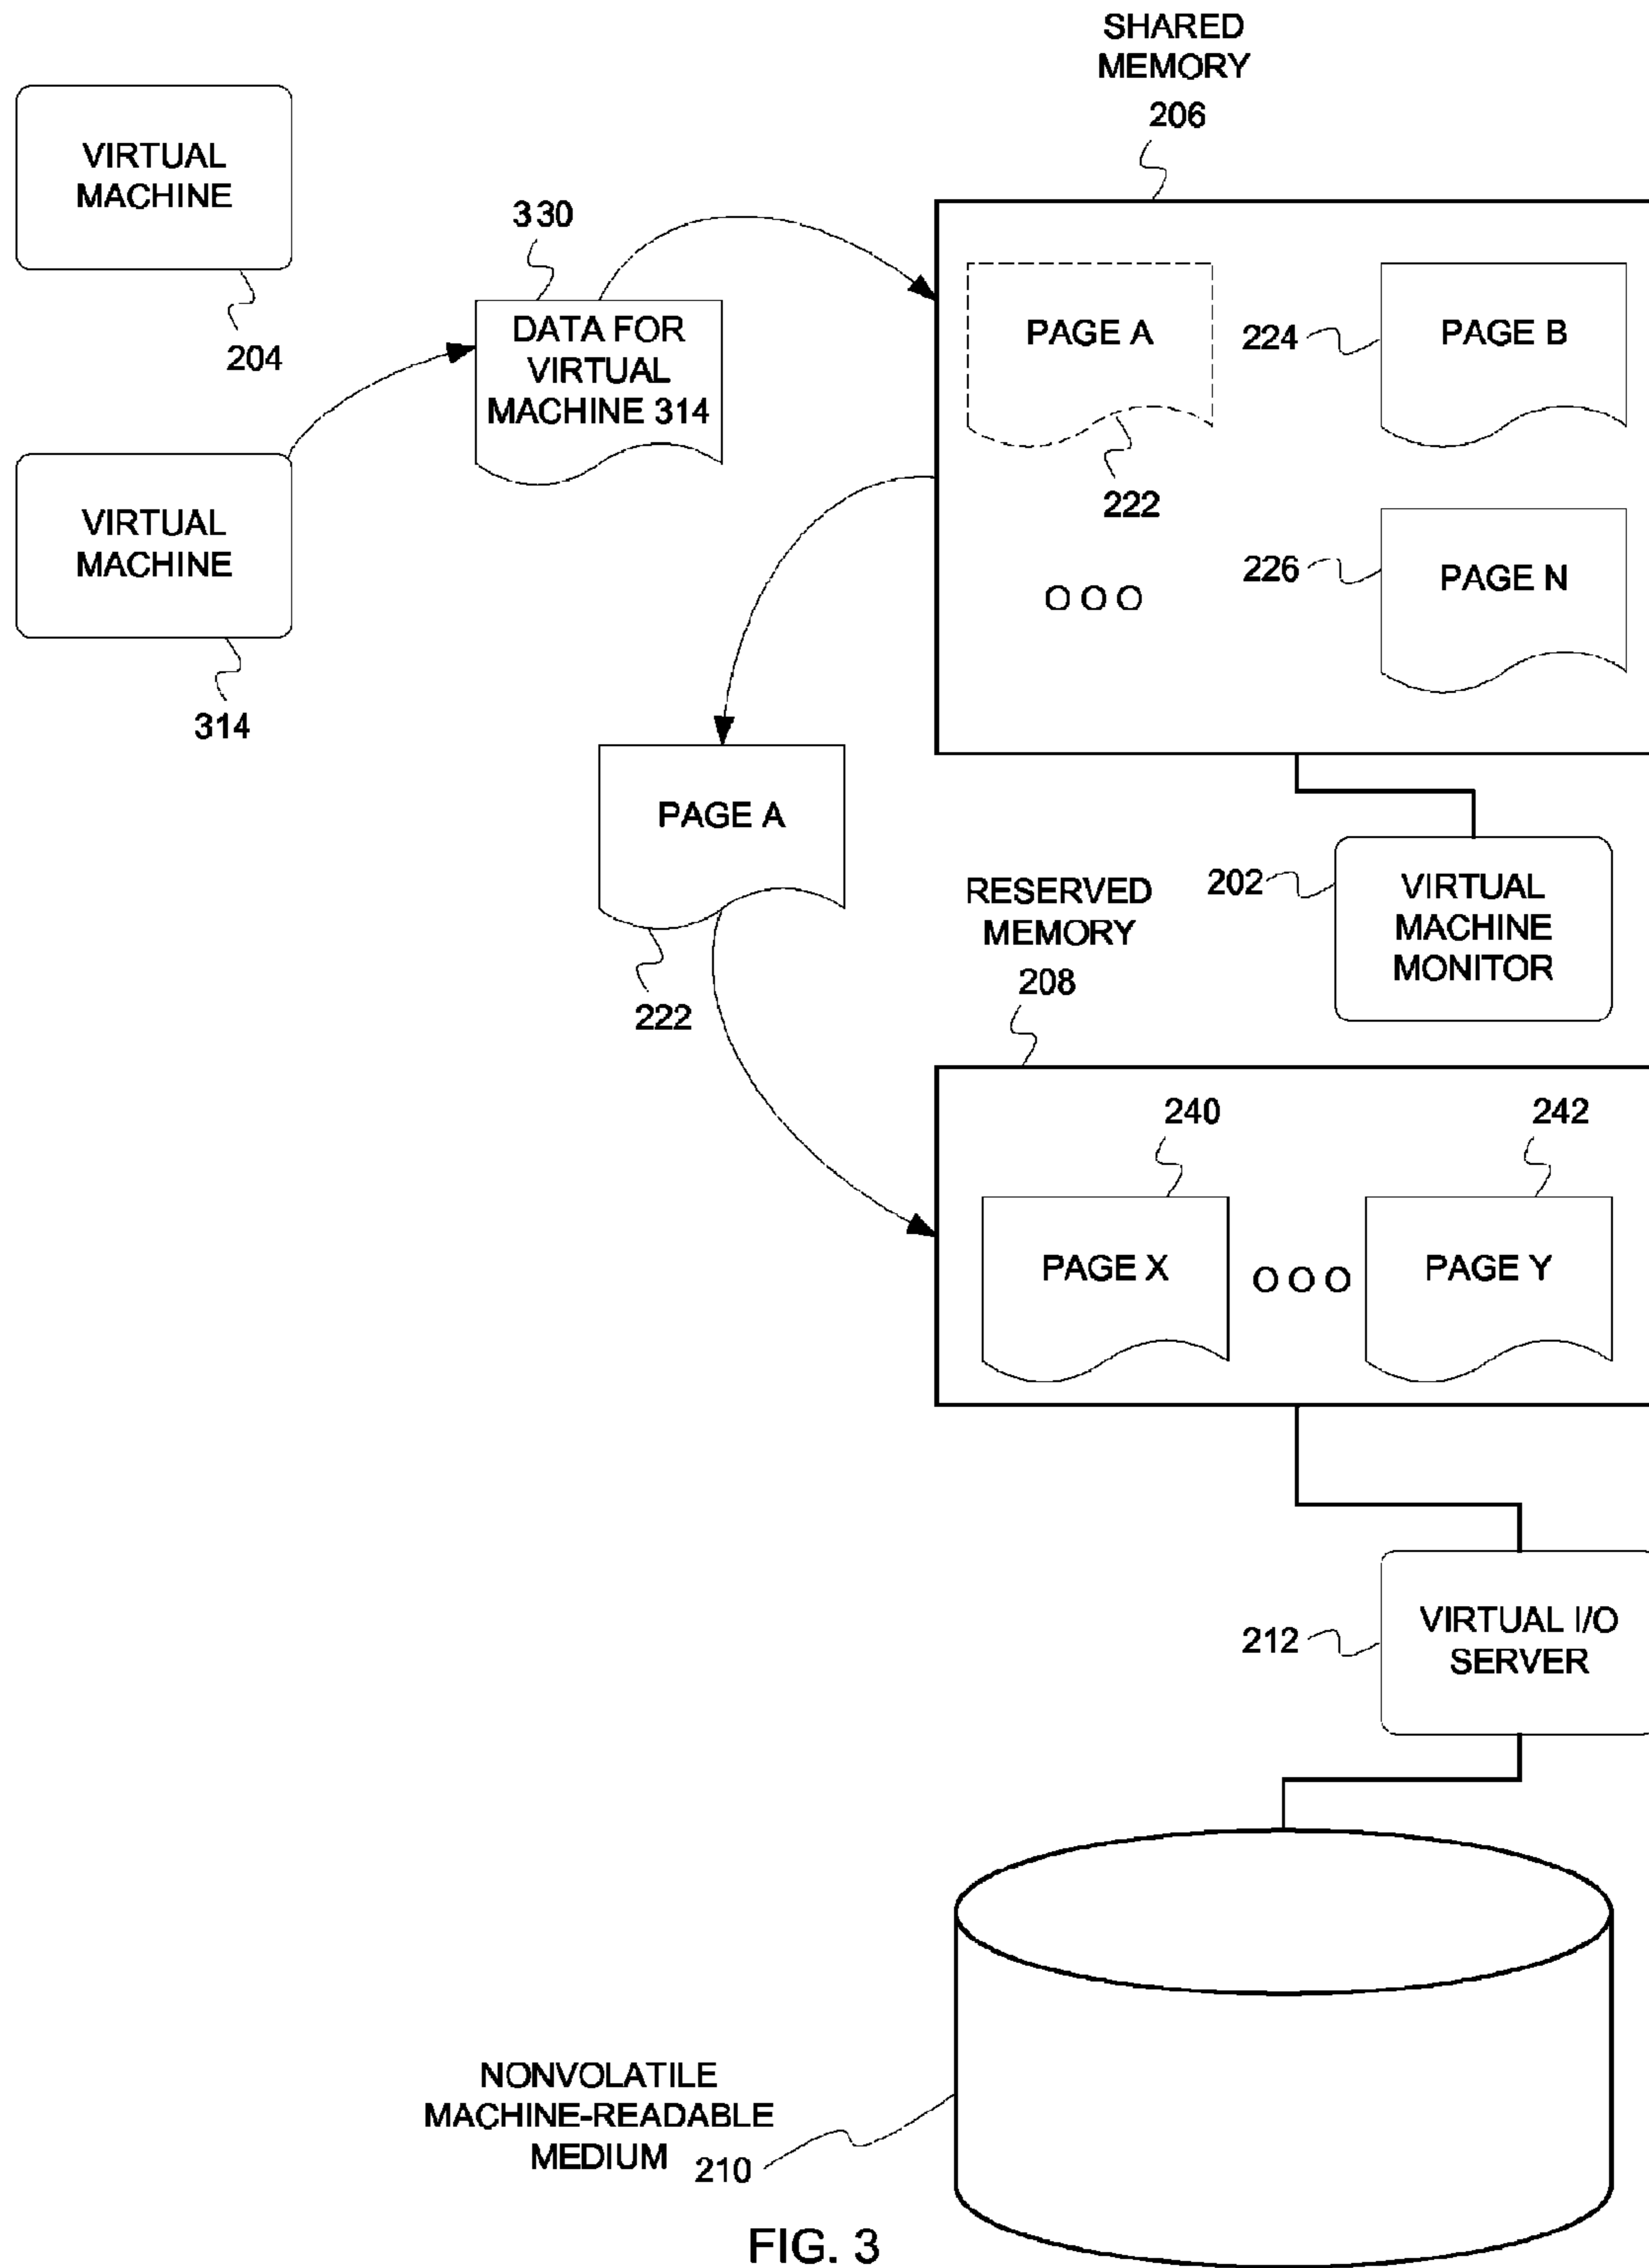 SHARED
MEMORY
206
VIRTUAL
MACHINE
204
330
DATA FOR
VIRTUAL
MACHINE 314
PAGE A
222
224
PAGE B
VIRTUAL
MACHINE
314
226
PAGE N
OOO
PAGE A
222
202
VIRTUAL
MACHINE
MONITOR
RESERVED
MEMORY
208
240
242
PAGE X
OOO
PAGE Y
212
VIRTUAL I/O
SERVER
NONVOLATILE
MACHINE-READABLE
MEDIUM
210
FIG. 3